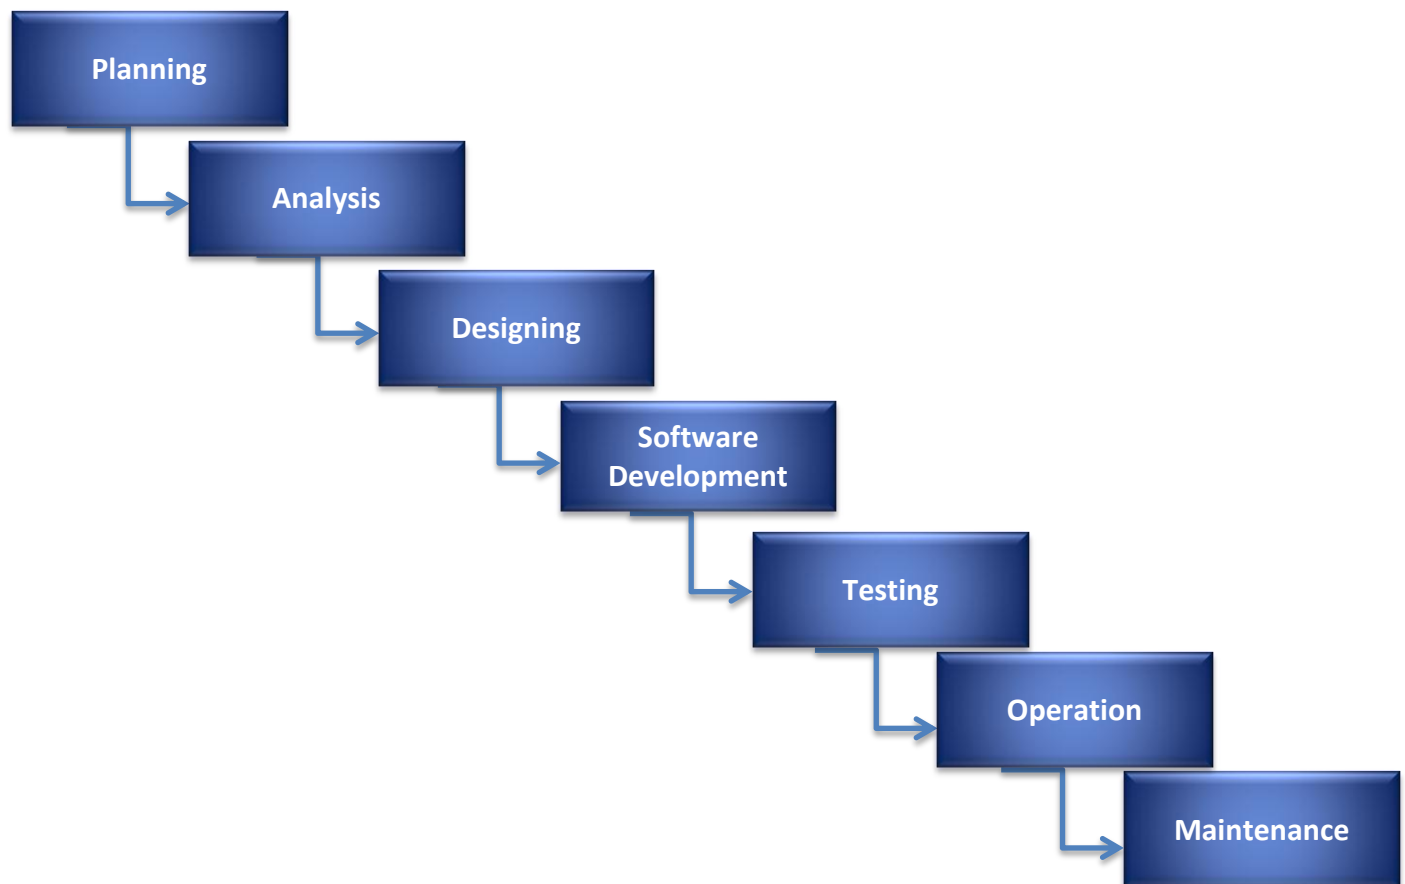 Planning
Analysis
Designing
Software
Development
Testing
Operation
Maintenance